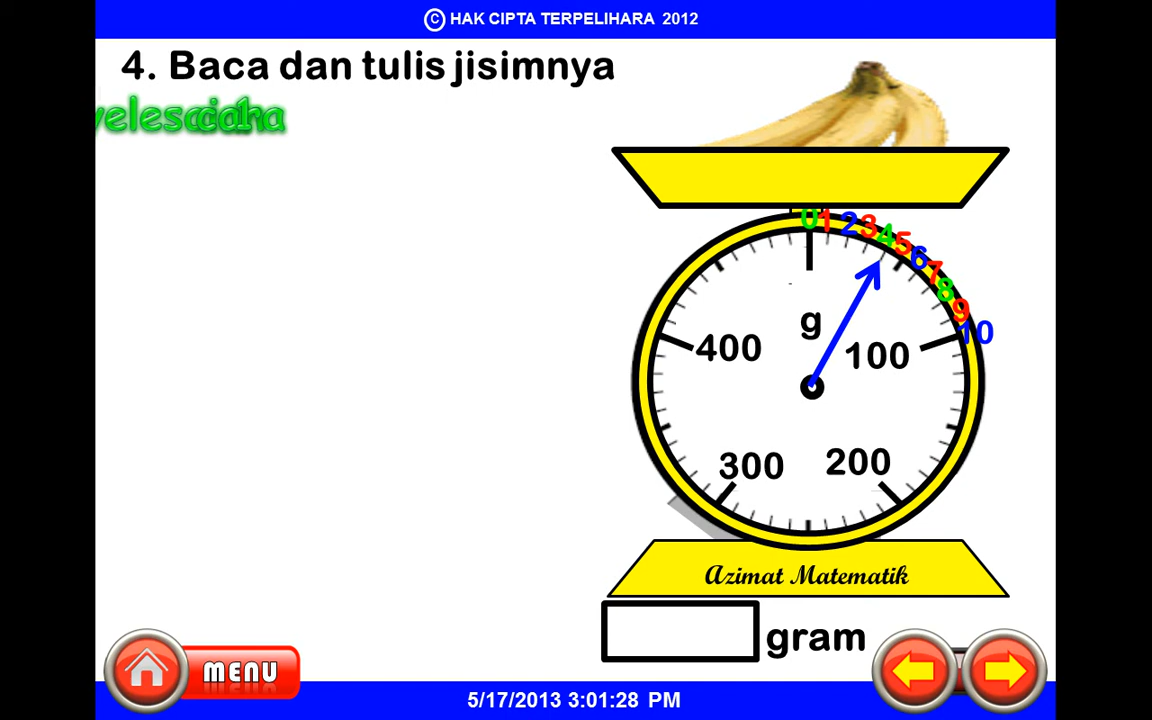 © HAK CIPTA TERPELIHARA 2012
4. Baca dan tulis jisimnya
0 1 2 3 4 5 6 7 8 9 10
g
400 100
300 200
Azimat Matematik
gram
MENU
5/17/2013 3:01:28 PM